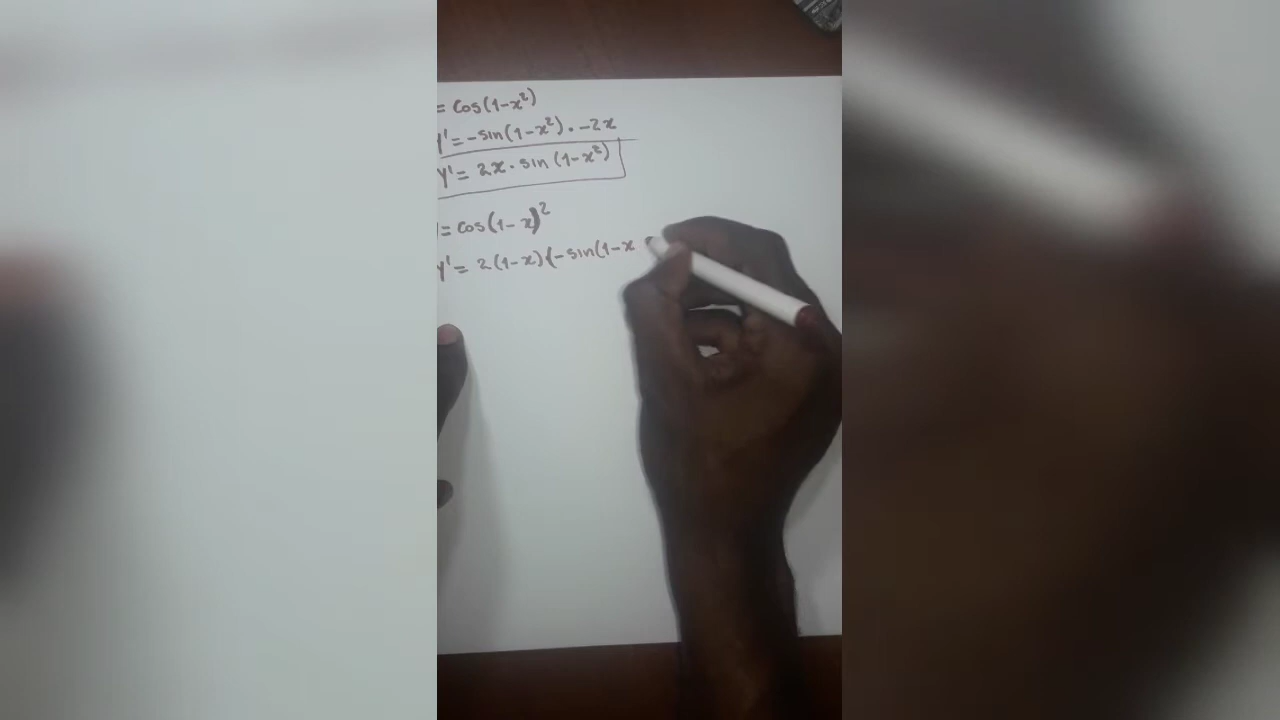 = cos(1-x²)
y' = -sin(1-x²) · -2x
y' = 2x · sin (1-x²)
= cos(1-x)²
y' = 2(1-x)(-sin(1-x